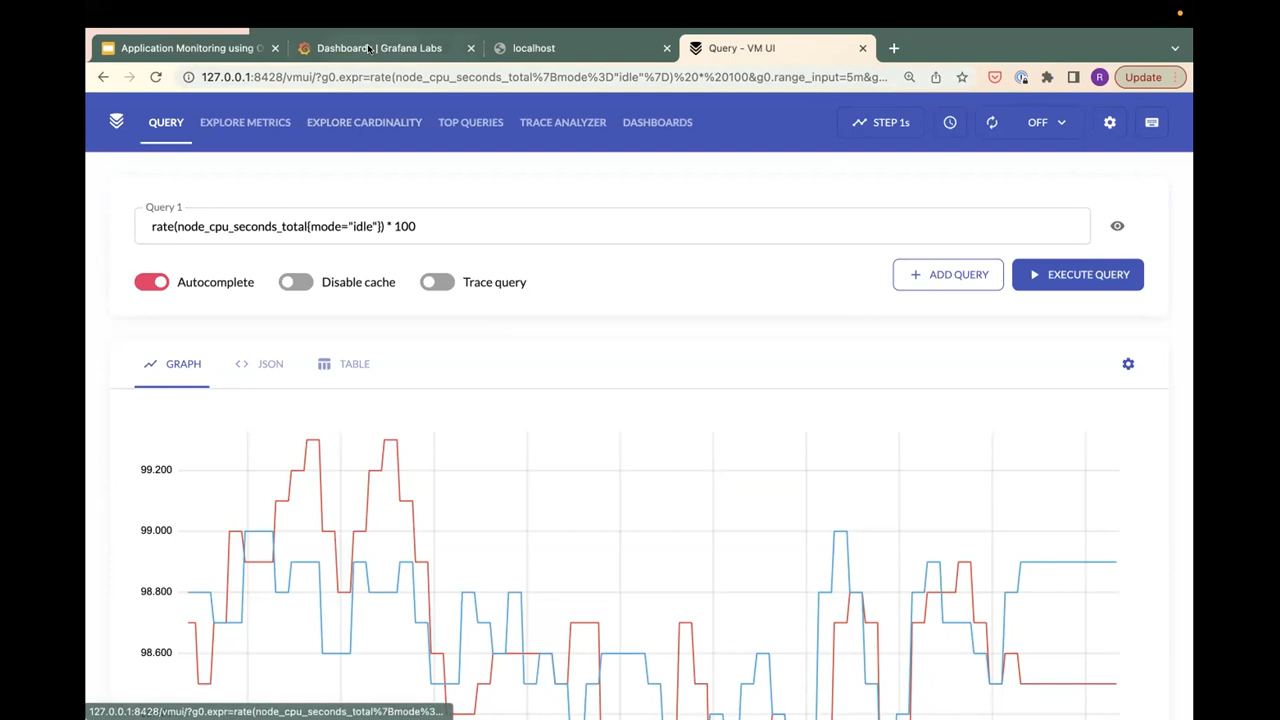 Application Monitoring using O
Dashboards | Grafana Labs
localhost
Query - VM UI
127.0.0.1:8428/vmui/?g0.expr=rate(node_cpu_seconds_total%7Bmode%3D"idle"%7D)%20*%20100&g0.range_input=5m&g...
R
Update
QUERY
EXPLORE METRICS
EXPLORE CARDINALITY
TOP QUERIES
TRACE ANALYZER
DASHBOARDS
STEP 1s
OFF
Query 1
rate(node_cpu_seconds_total{mode="idle"}) * 100
Autocomplete
Disable cache
Trace query
ADD QUERY
EXECUTE QUERY
GRAPH
JSON
TABLE
99.200
99.000
98.800
98.600
127.0.0.1:8428/vmui/?g0.expr=rate(node_cpu_seconds_total%7Bmode%3...